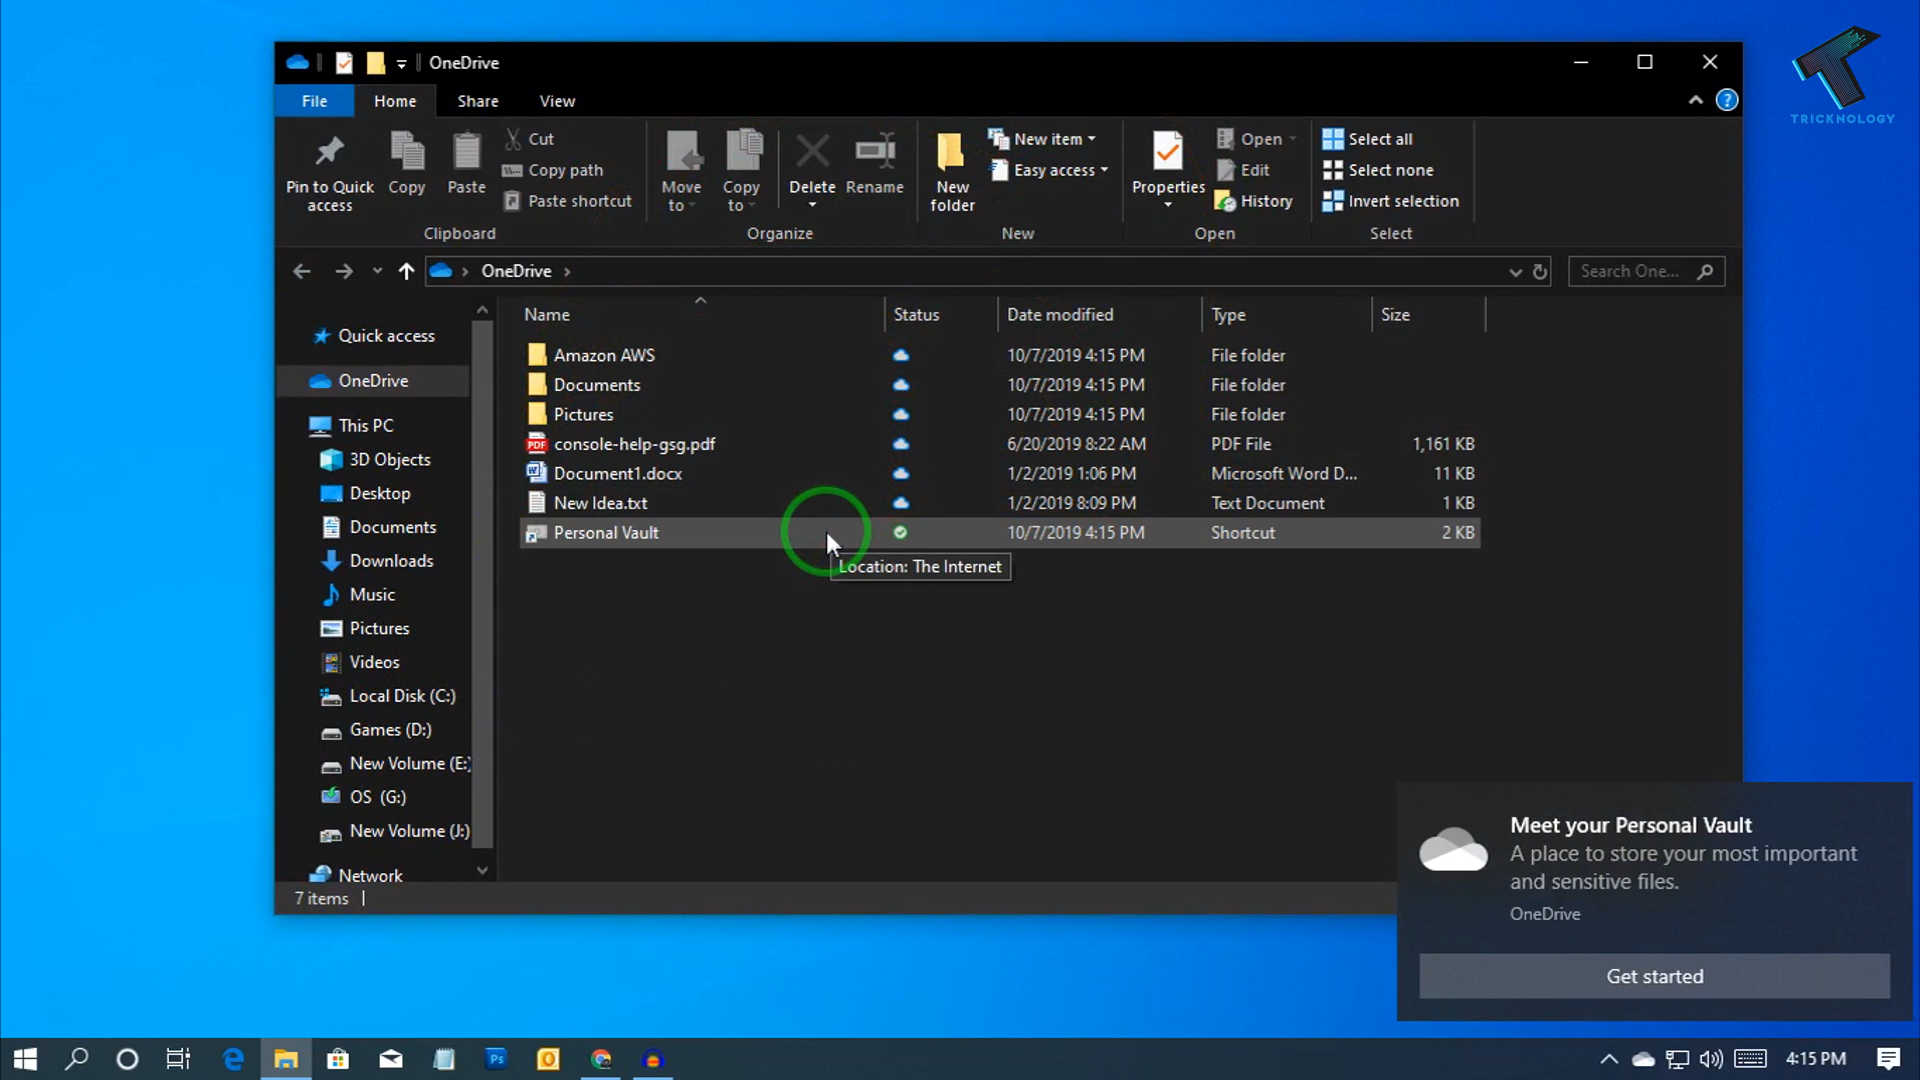 OneDrive
File Home Share View
Pin to Quick access
Copy
Paste
Cut
Copy path
Paste shortcut
Clipboard
Move to
Copy to
Delete
Rename
Organize
New folder
New item
Easy access
New
Properties
Open
Edit
History
Open
Select all
Select none
Invert selection
Select
TRICKNOLOGY
OneDrive
Search One...
Quick access
OneDrive
This PC
3D Objects
Desktop
Documents
Downloads
Music
Pictures
Videos
Local Disk (C:)
Games (D:)
New Volume (E:
OS (G:)
New Volume (J:)
Network
Name Status Date modified Type Size
Amazon AWS 10/7/2019 4:15 PM File folder
Documents 10/7/2019 4:15 PM File folder
Pictures 10/7/2019 4:15 PM File folder
PDF console-help-gsg.pdf 6/20/2019 8:22 AM PDF File 1,161 KB
Document1.docx 1/2/2019 1:06 PM Microsoft Word D... 11 KB
New Idea.txt 1/2/2019 8:09 PM Text Document 1 KB
Personal Vault 10/7/2019 4:15 PM Shortcut 2 KB
Location: The Internet
7 items
Meet your Personal Vault
A place to store your most important
and sensitive files.
OneDrive
Get started
Ps
4:15 PM